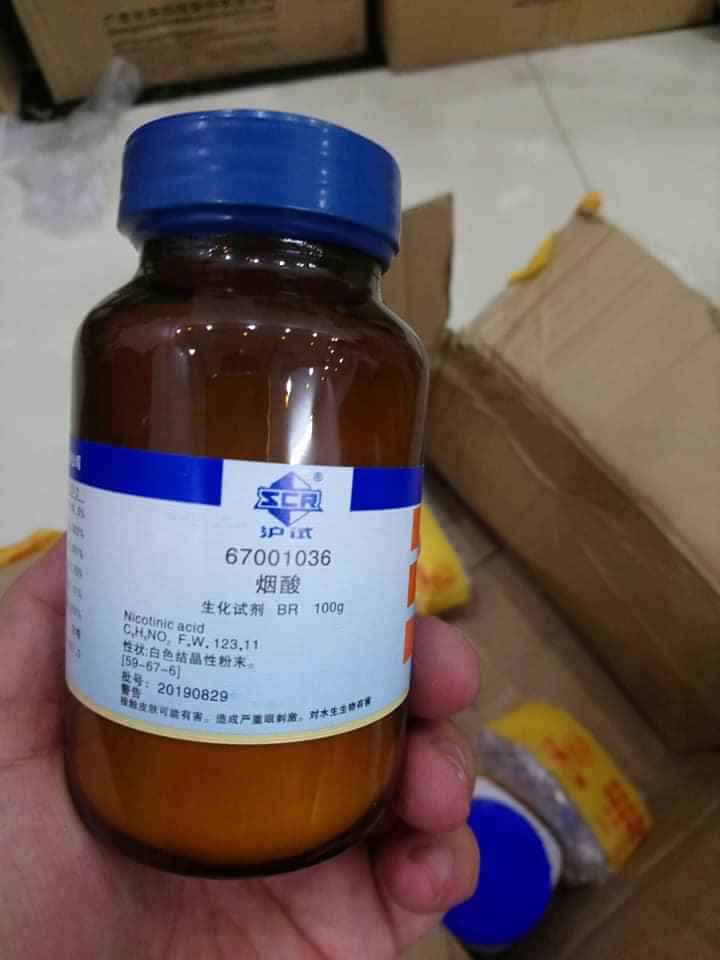 SCR®
沪试
67001036
烟酸
生化试剂 BR 100g
Nicotinic acid
C₆H₅NO₂ F.W. 123.11
性状:白色结晶性粉末。
[59-67-6]
批号: 20190829
警告
接触皮肤可能有害。造成严重眼刺激。对水生生物有害